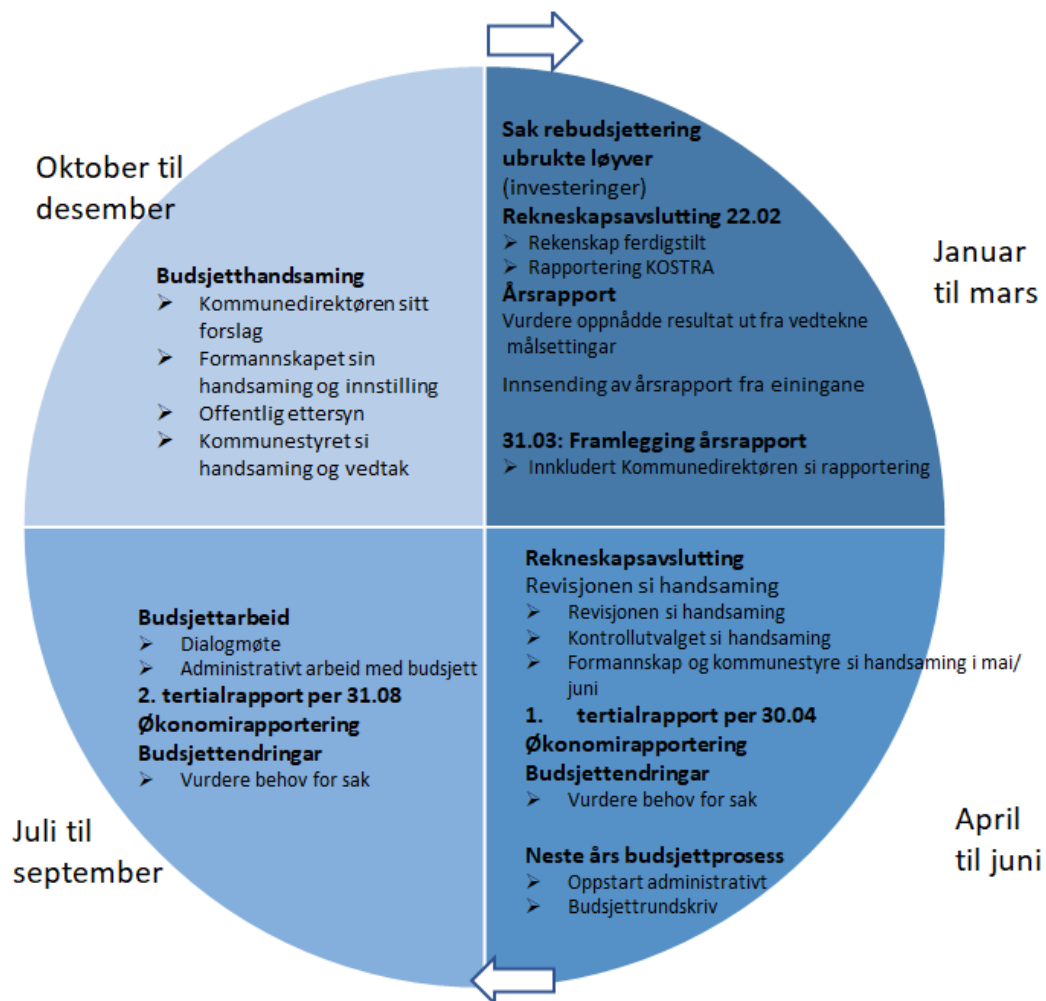 Oktober til
desember
Budsjetthandsaming
➢ Kommunedirektøren sitt
forslag
➢ Formannskapet sin
handsaming og innstilling
➢ Offentlig ettersyn
➢ Kommunestyret si
handsaming og vedtak
Januar
til mars
Sak rebudsjettering
ubrukte løyver
(investeringer)
Rekneskapsavslutting 22.02
➢ Rekenskap ferdigstilt
➢ Rapportering KOSTRA
Årsrapport
Vurdere oppnådde resultat ut fra vedtekne
målsettingar
Innsending av årsrapport fra einingane
31.03: Framlegging årsrapport
➢ Innkludert Kommunedirektøren si rapportering
April
til juni
Rekneskapsavslutting
Revisjonen si handsaming
➢ Revisjonen si handsaming
➢ Kontrollutvalget si handsaming
➢ Formannskap og kommunestyre si handsaming i mai/
juni
1. tertialrapport per 30.04
Økonomirapportering
Budsjettendringar
➢ Vurdere behov for sak
Neste års budsjettprosess
➢ Oppstart administrativt
➢ Budsjettrundskriv
Juli til
september
Budsjettarbeid
➢ Dialogmøte
➢ Administrativt arbeid med budsjett
2. tertialrapport per 31.08
Økonomirapportering
Budsjettendringar
➢ Vurdere behov for sak